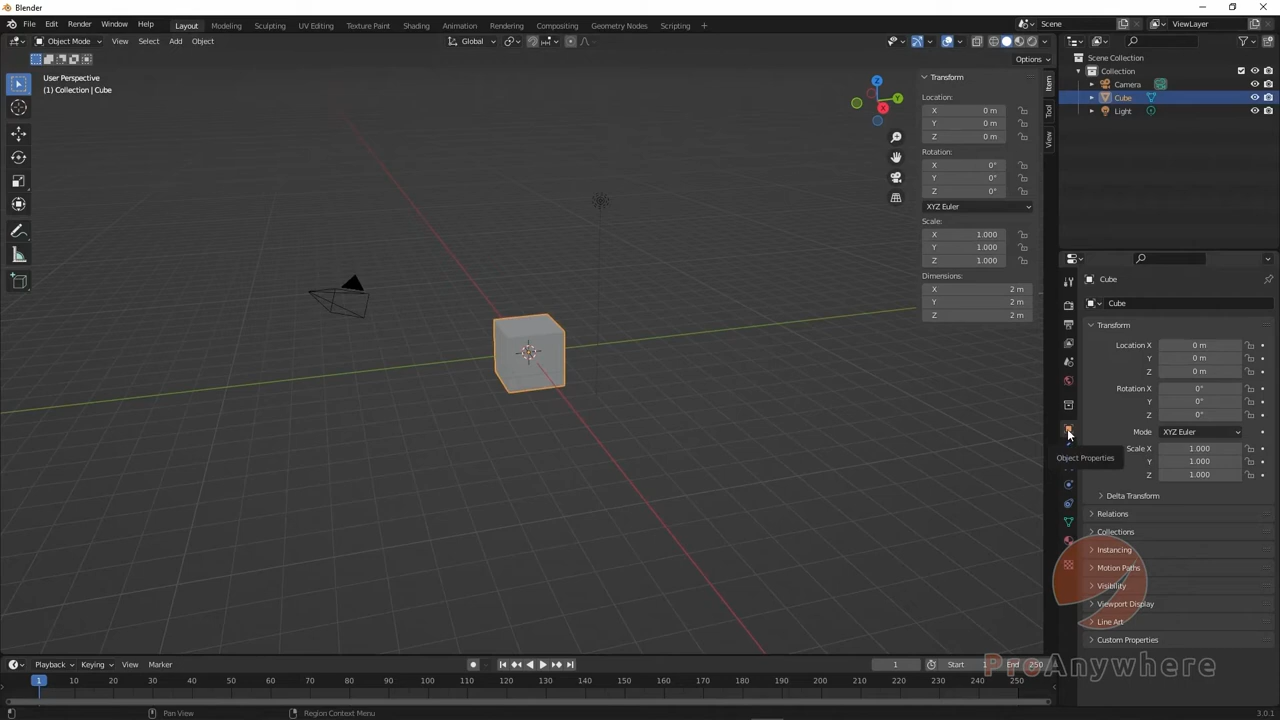 Blender
File Edit Render Window Help Layout Modeling Sculpting UV Editing Texture Paint Shading Animation Rendering Compositing Geometry Nodes Scripting + Scene ViewLayer
Object Mode View Select Add Object Global
Options
User Perspective
(1) Collection | Cube
Z
Y
X
Transform
Location:
X 0 m
Y 0 m
Z 0 m
Rotation:
X 0°
Y 0°
Z 0°
XYZ Euler
Scale:
X 1.000
Y 1.000
Z 1.000
Dimensions:
X 2 m
Y 2 m
Z 2 m
Item
Tool
View
Scene Collection
Collection
Camera
Cube
Light
Cube
Cube
Transform
Location X 0 m
Y 0 m
Z 0 m
Rotation X 0°
Y 0°
Z 0°
Mode XYZ Euler
Scale X 1.000
Y 1.000
Z 1.000
Object Properties
Delta Transform
Relations
Collections
Instancing
Motion Paths
Visibility
Viewport Display
Line Art
Custom Properties
ProAnywhere
Playback Keying View Marker 1 Start 1 End 250
1 10 20 30 40 50 60 70 80 90 100 110 120 130 140 150 160 170 180 190 200 210 220 230 240 250
Pan View Region Context Menu 3.0.1